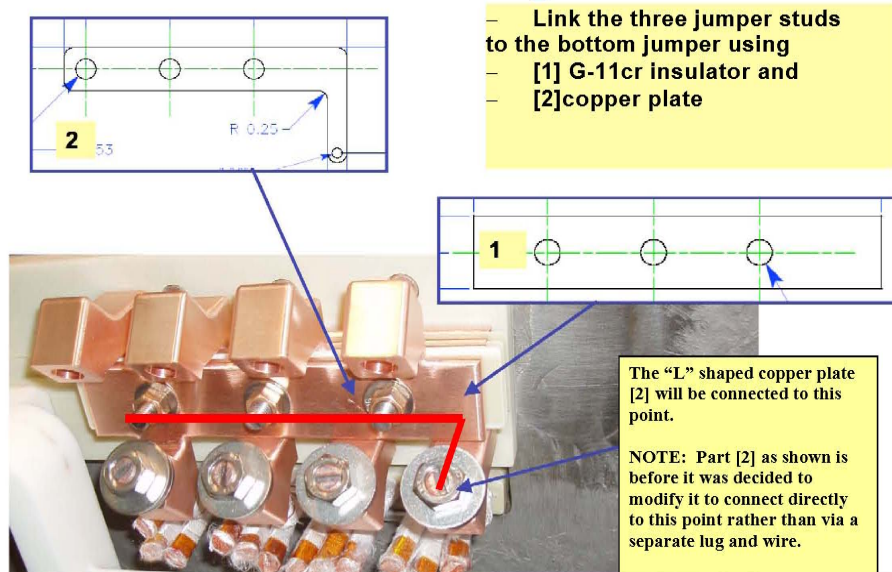 – Link the three jumper studs
to the bottom jumper using
– [1] G-11cr insulator and
– [2]copper plate
R 0.25
2
53
1
The “L” shaped copper plate
[2] will be connected to this
point.
NOTE: Part [2] as shown is
before it was decided to
modify it to connect directly
to this point rather than via a
separate lug and wire.